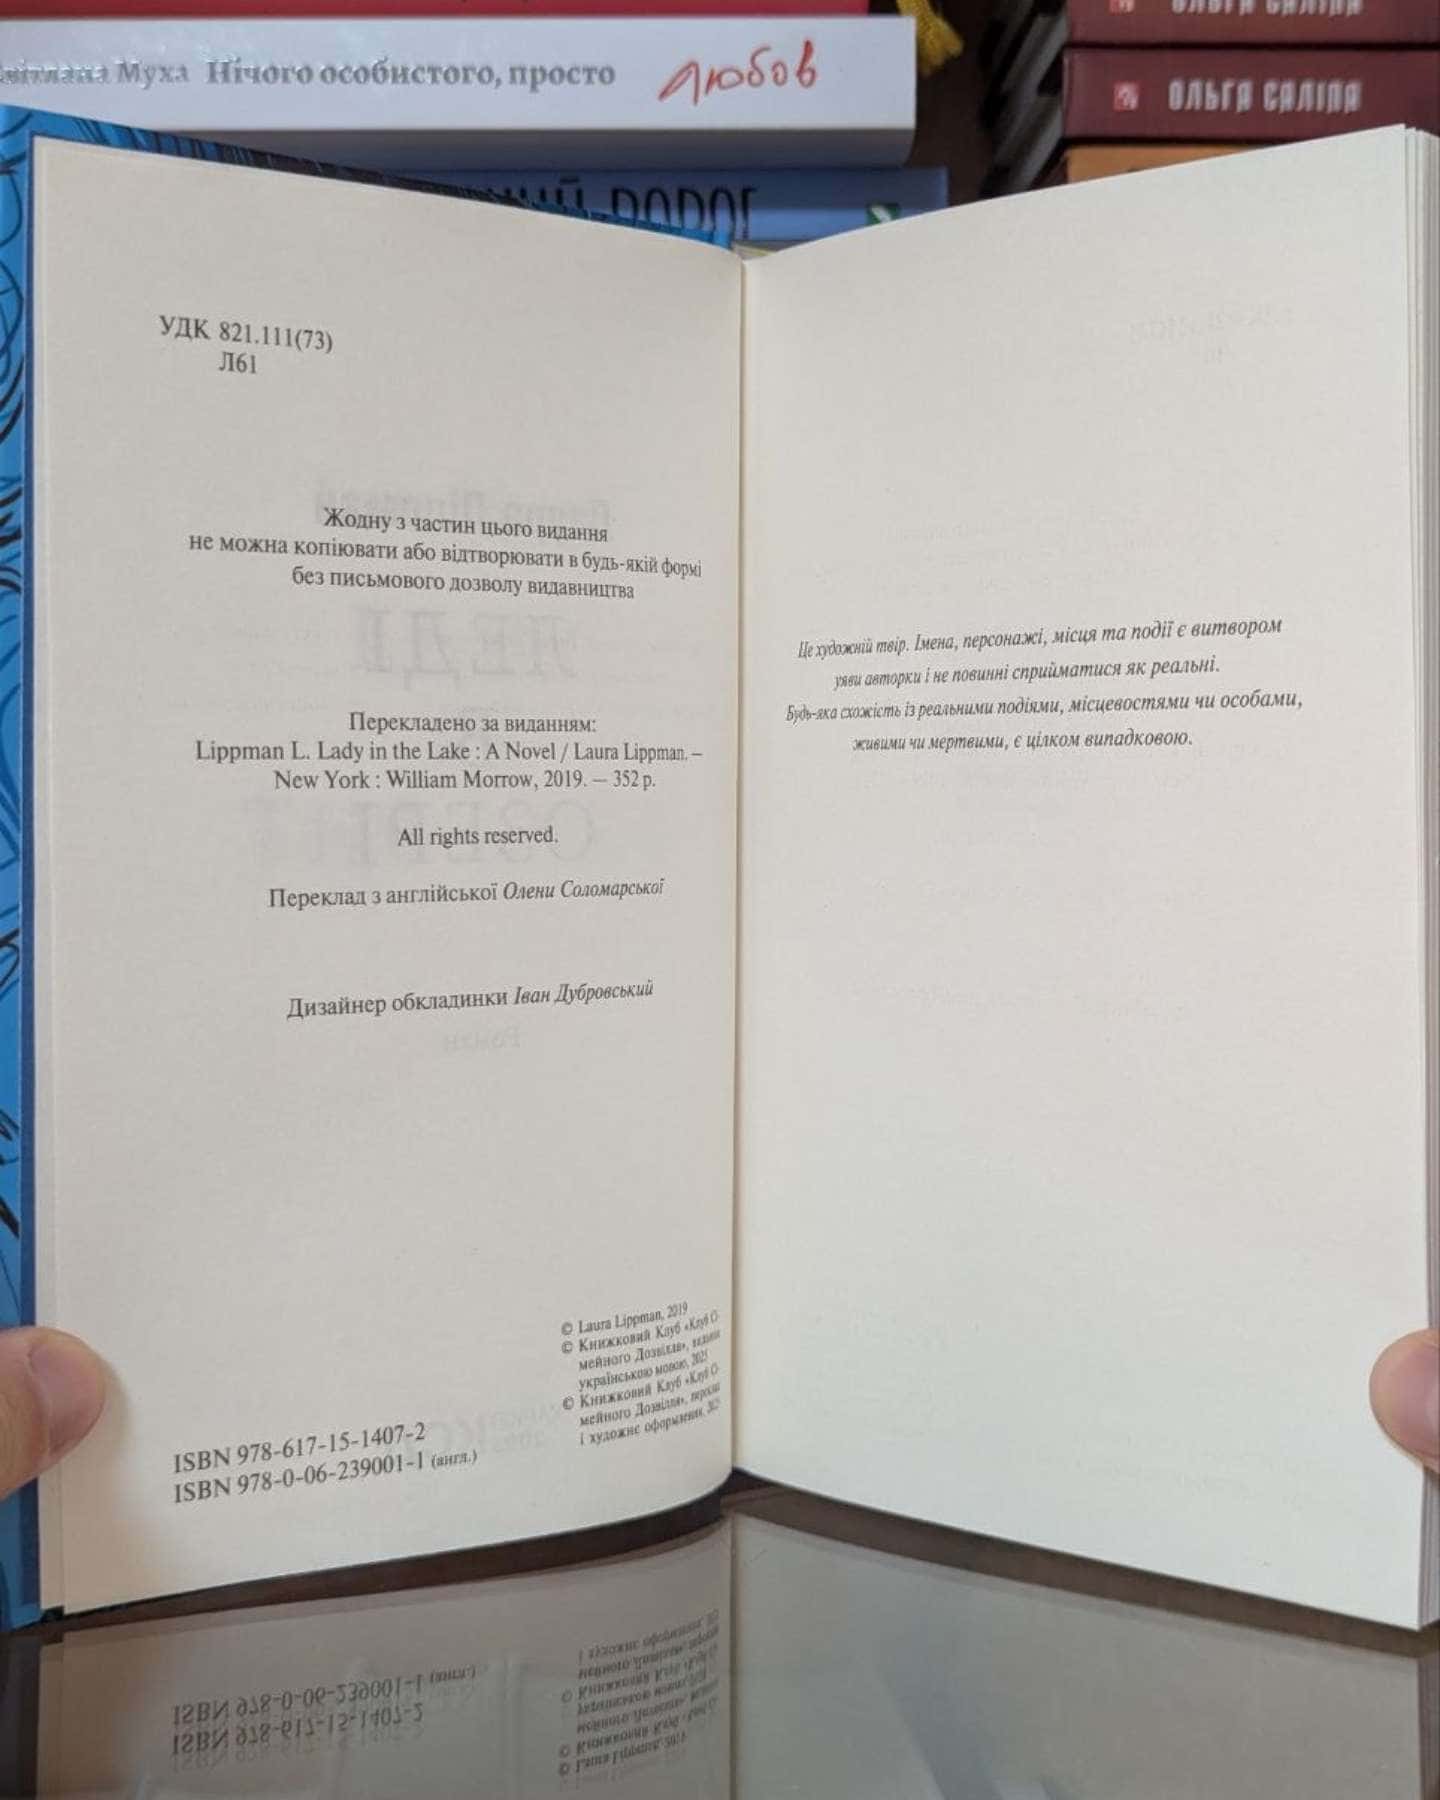 Світлана Муха Нічого особистого, просто любов
ОЛЬГА САЛІПА
ОЛЬГА САЛІПА
УДК 821.111(73)
Л61
Жодну з частин цього видання
не можна копіювати або відтворювати в будь-якій формі
без письмового дозволу видавництва
Перекладено за виданням:
Lippman L. Lady in the Lake : A Novel / Laura Lippman. –
New York : William Morrow, 2019. — 352 p.
All rights reserved.
Переклад з англійської Олени Соломарської
Дизайнер обкладинки Іван Дубровський
© Laura Lippman, 2019
© Книжковий Клуб «Клуб Сі-
мейного Дозвілля», видання
українською мовою, 2025
© Книжковий Клуб «Клуб Сі-
мейного Дозвілля», переклад
і художнє оформлення, 2025
ISBN 978-617-15-1407-2
ISBN 978-0-06-239001-1 (англ.)
Це художній твір. Імена, персонажі, місця та події є витвором
уяви авторки і не повинні сприйматися як реальні.
Будь-яка схожість із реальними подіями, місцевостями чи особами,
живими чи мертвими, є цілком випадковою.